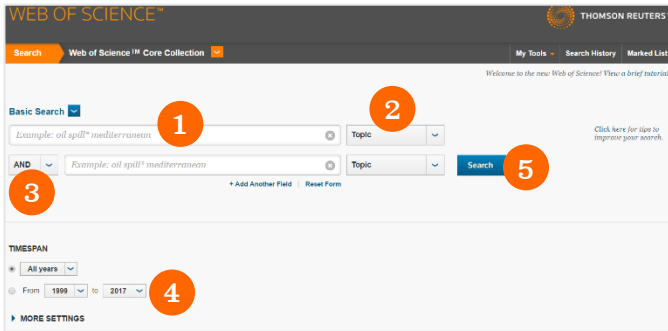 WEB OF SCIENCE™
THOMSON REUTERS
Search Web of Science™ Core Collection My Tools Search History Marked List
Welcome to the new Web of Science! View a brief tutorial
Basic Search
1
2
Example: oil spill* mediterranean Topic
Click here for tips to
improve your search.
AND Example: oil spill* mediterranean Topic Search
3
5
+ Add Another Field | Reset Form
TIMESPAN
All years
From 1999 to 2017
4
MORE SETTINGS